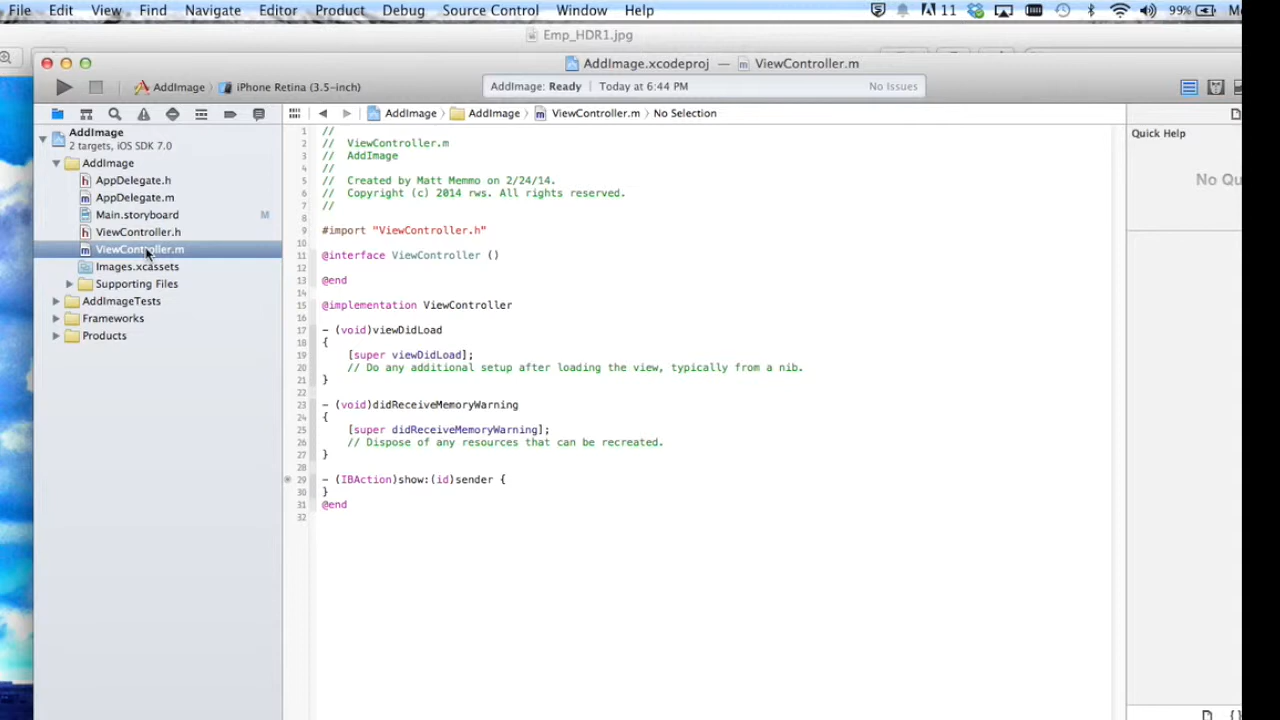 File Edit View Find Navigate Editor Product Debug Source Control Window Help 11 99%
Emp_HDR1.jpg
AddImage.xcodeproj — ViewController.m
AddImage iPhone Retina (3.5-inch) AddImage: Ready Today at 6:44 PM No Issues
AddImage AddImage ViewController.m No Selection
AddImage
2 targets, iOS SDK 7.0
AddImage
AppDelegate.h
AppDelegate.m
Main.storyboard M
ViewController.h
ViewController.m
Images.xcassets
Supporting Files
AddImageTests
Frameworks
Products
1 //
2 // ViewController.m
3 // AddImage
4 //
5 // Created by Matt Memmo on 2/24/14.
6 // Copyright (c) 2014 rws. All rights reserved.
7 //
8
9 #import "ViewController.h"
10
11 @interface ViewController ()
12
13 @end
14
15 @implementation ViewController
16
17 - (void)viewDidLoad
18 {
19 [super viewDidLoad];
20 // Do any additional setup after loading the view, typically from a nib.
21 }
22
23 - (void)didReceiveMemoryWarning
24 {
25 [super didReceiveMemoryWarning];
26 // Dispose of any resources that can be recreated.
27 }
28
29 - (IBAction)show:(id)sender {
30 }
31 @end
32
Quick Help